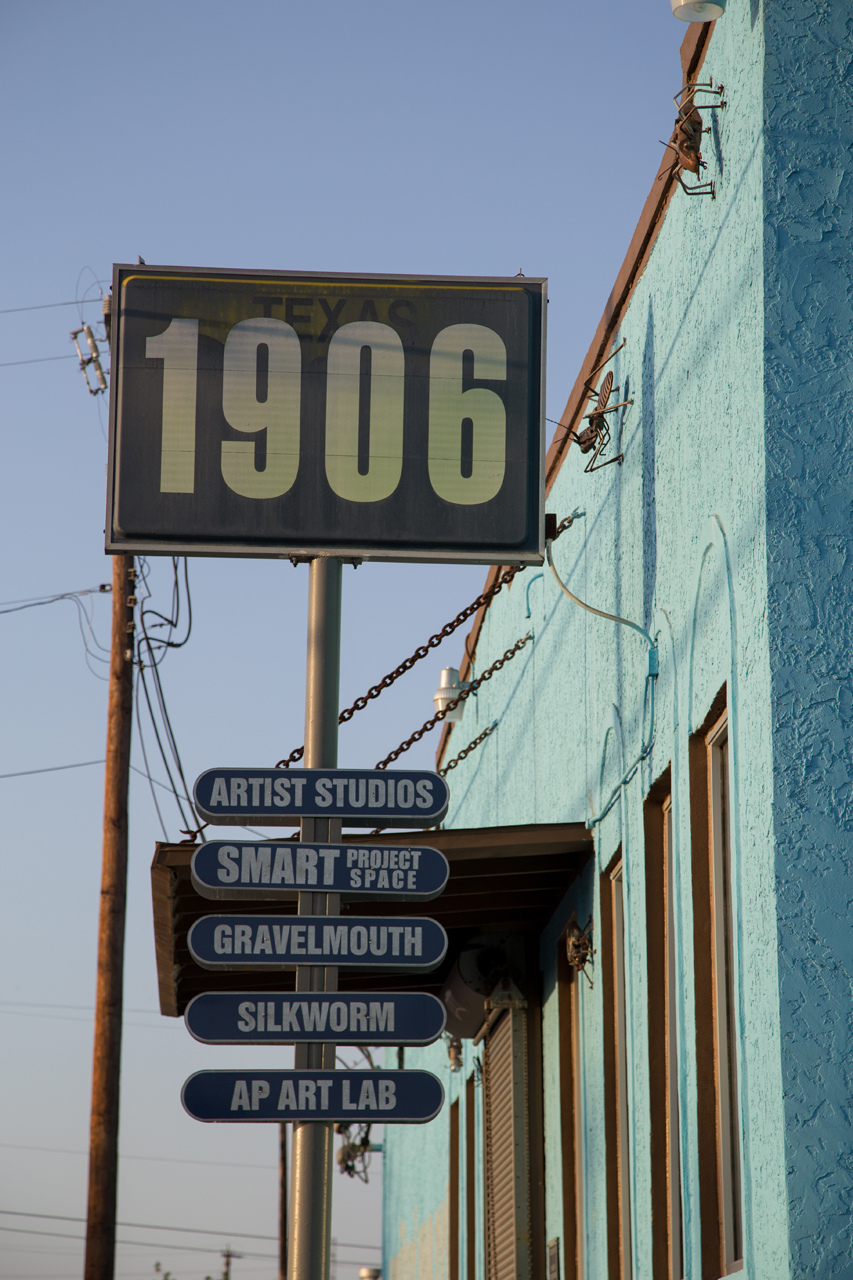 TEXAS
1906
ARTIST STUDIOS
SMART PROJECT SPACE
GRAVELMOUTH
SILKWORM
AP ART LAB